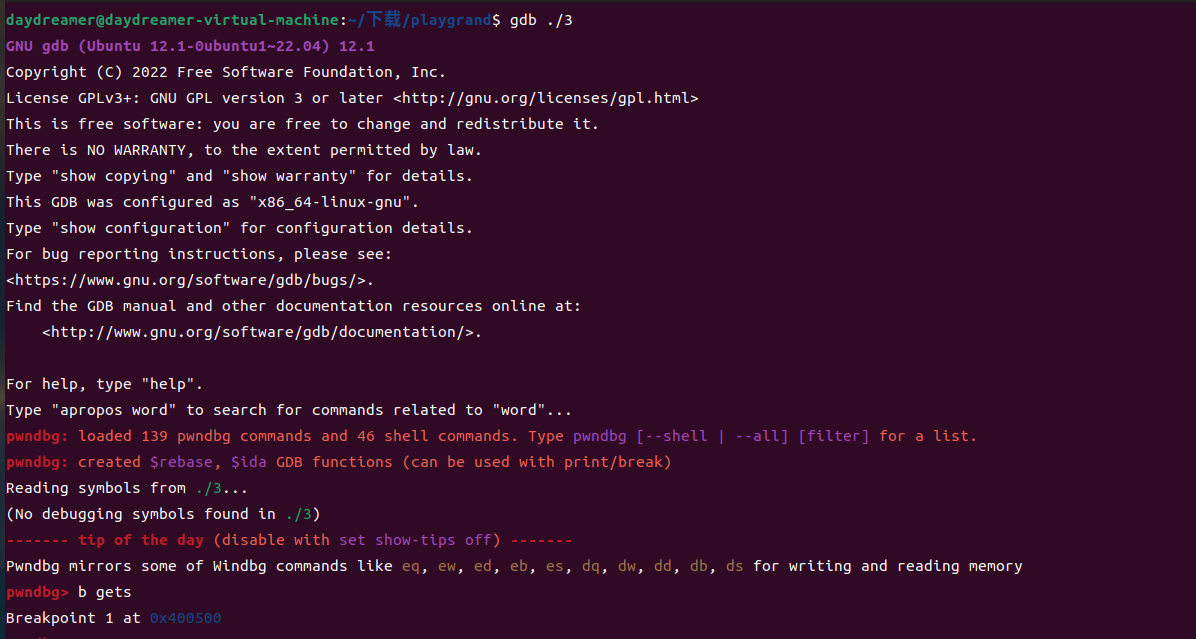 daydreamer@daydreamer-virtual-machine:~/下载/playgrand$ gdb ./3
GNU gdb (Ubuntu 12.1-0ubuntu1~22.04) 12.1
Copyright (C) 2022 Free Software Foundation, Inc.
License GPLv3+: GNU GPL version 3 or later <http://gnu.org/licenses/gpl.html>
This is free software: you are free to change and redistribute it.
There is NO WARRANTY, to the extent permitted by law.
Type "show copying" and "show warranty" for details.
This GDB was configured as "x86_64-linux-gnu".
Type "show configuration" for configuration details.
For bug reporting instructions, please see:
<https://www.gnu.org/software/gdb/bugs/>.
Find the GDB manual and other documentation resources online at:
    <http://www.gnu.org/software/gdb/documentation/>.

For help, type "help".
Type "apropos word" to search for commands related to "word"...
pwndbg: loaded 139 pwndbg commands and 46 shell commands. Type pwndbg [--shell | --all] [filter] for a list.
pwndbg: created $rebase, $ida GDB functions (can be used with print/break)
Reading symbols from ./3...
(No debugging symbols found in ./3)
------- tip of the day (disable with set show-tips off) -------
Pwndbg mirrors some of Windbg commands like eq, ew, ed, eb, es, dq, dw, dd, db, ds for writing and reading memory
pwndbg> b gets
Breakpoint 1 at 0x400500